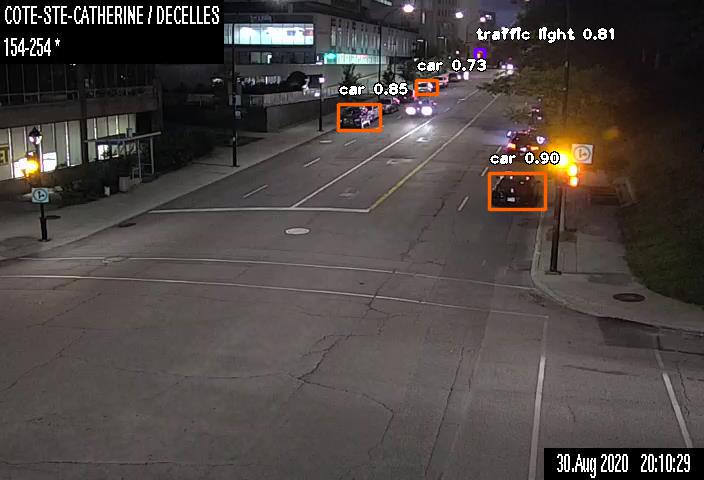 COTE-STE-CATHERINE / DECELLES
154-254 *
traffic light 0.81
car 0.73
car 0.85
car 0.90
30.Aug 2020 20:10:29